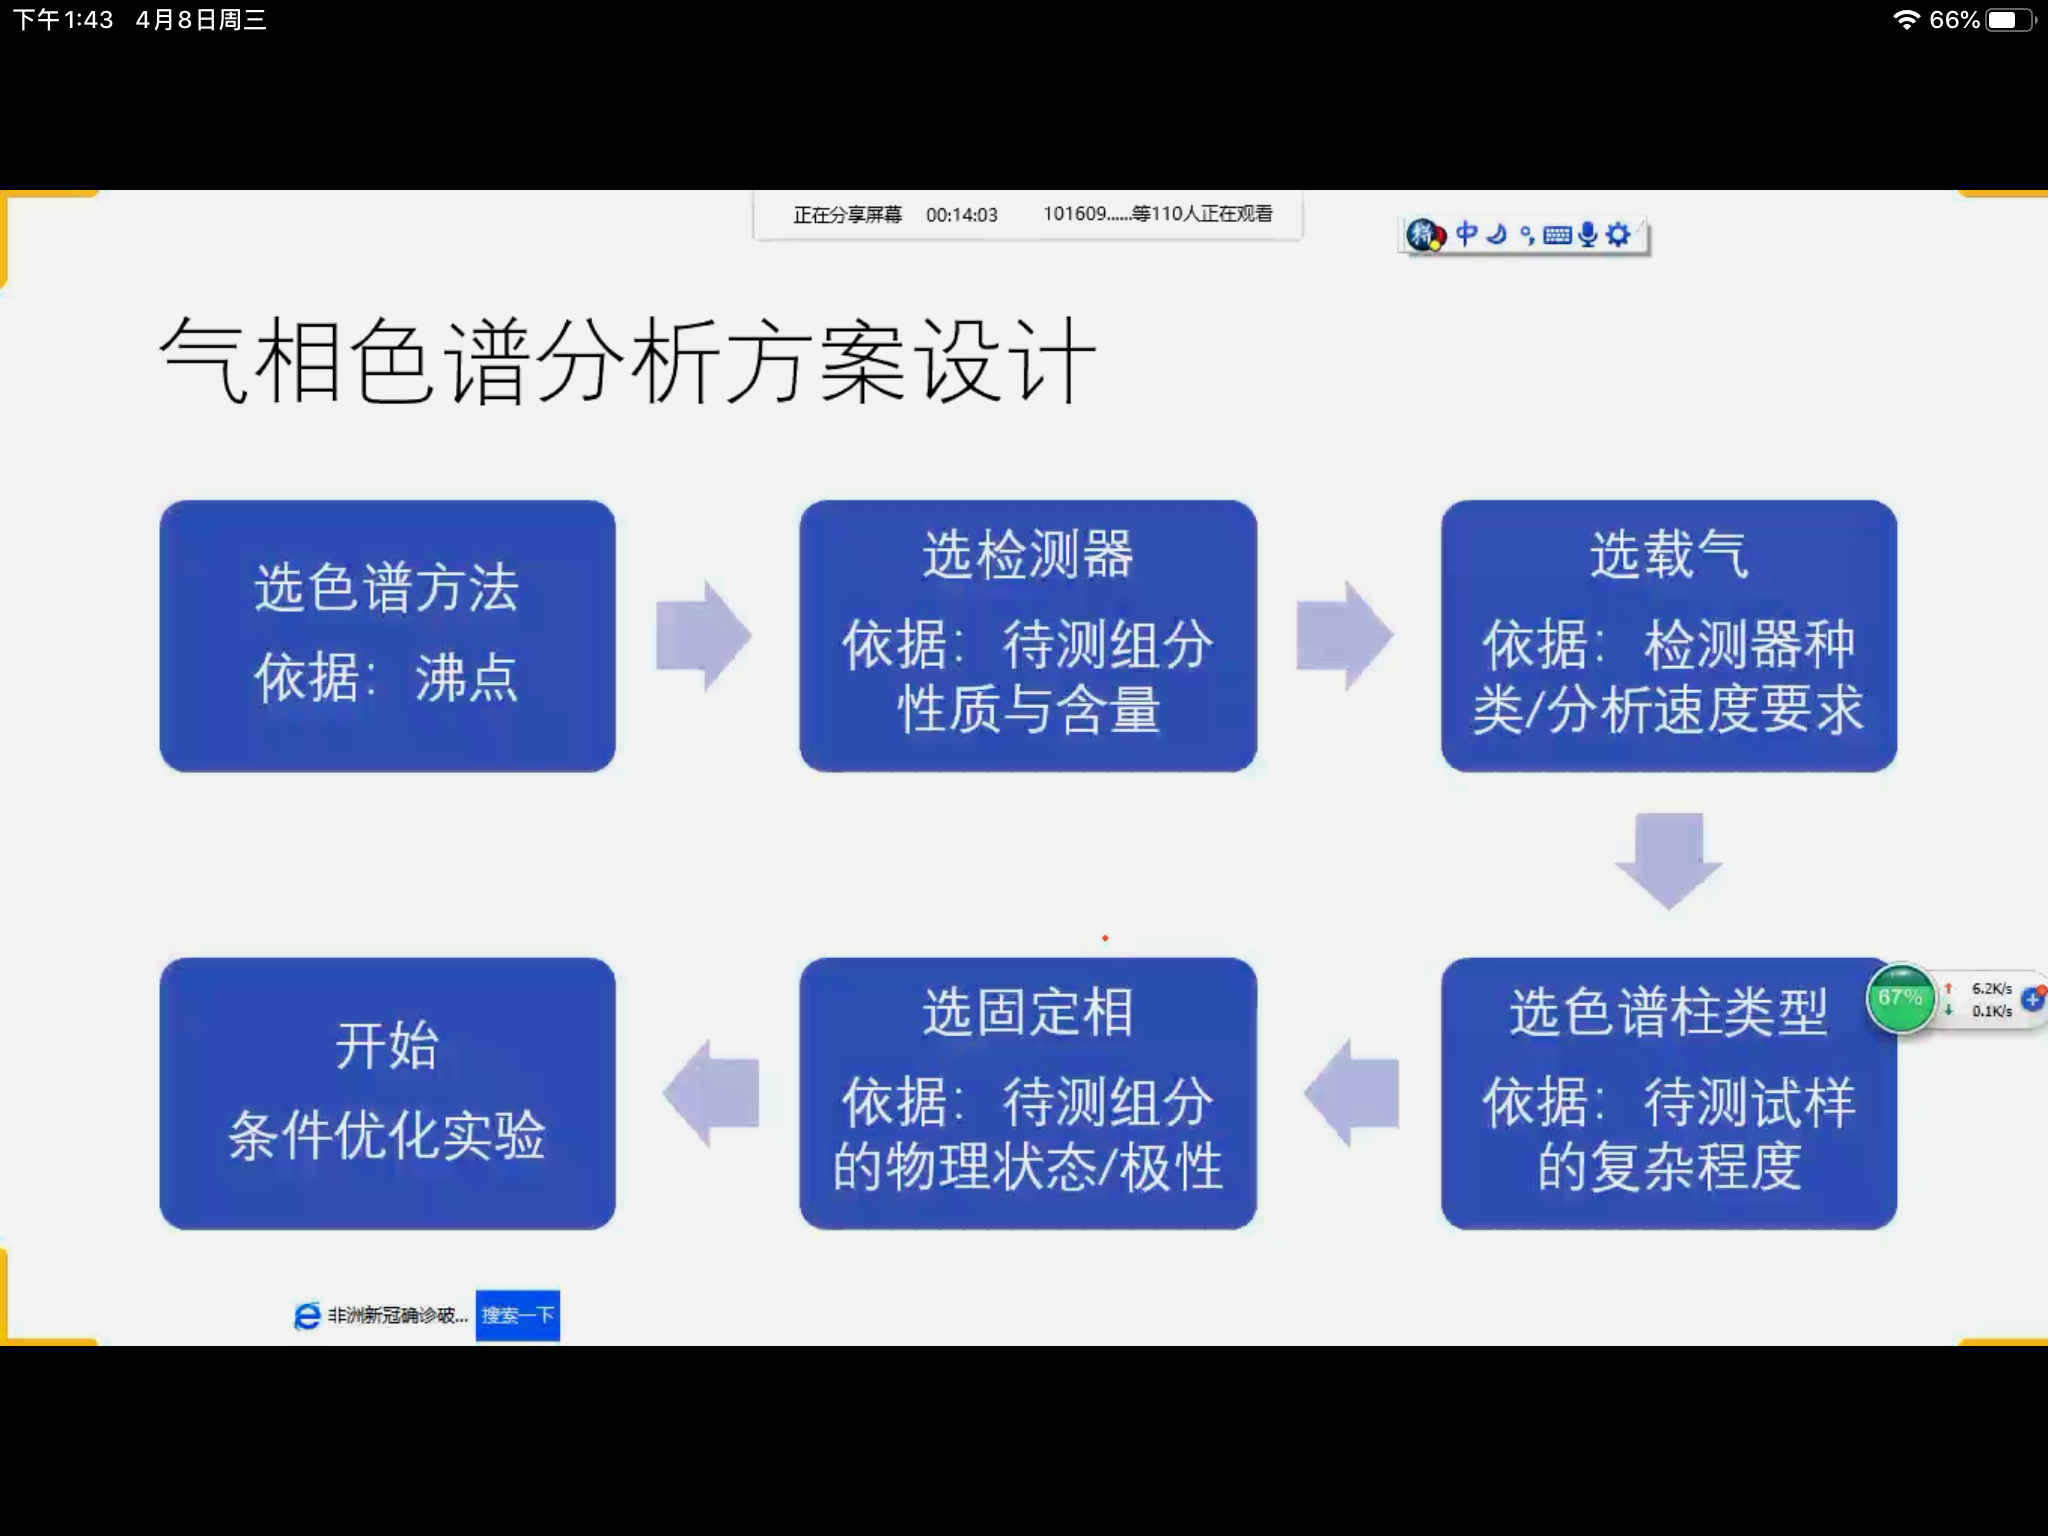 下午1:43 4月8日周三
66%
正在分享屏幕 00:14:03 101609......等110人正在观看
中
气相色谱分析方案设计
选色谱方法
依据：沸点
选检测器
依据：待测组分
性质与含量
选载气
依据：检测器种
类/分析速度要求
选色谱柱类型
依据：待测试样
的复杂程度
67%
6.2K/s
0.1K/s
选固定相
依据：待测组分
的物理状态/极性
开始
条件优化实验
非洲新冠确诊破... 搜索一下